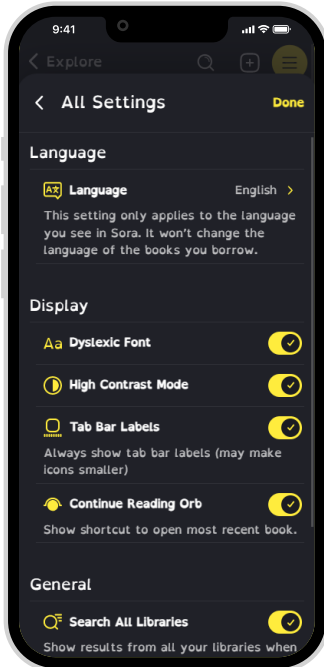 9:41
Explore
All Settings
Done
Language
Language
English
This setting only applies to the language
you see in Sora. It won't change the
language of the books you borrow.
Display
Aa Dyslexic Font
High Contrast Mode
Tab Bar Labels
Always show tab bar labels (may make
icons smaller)
Continue Reading Orb
Show shortcut to open most recent book.
General
Search All Libraries
Show results from all your libraries when